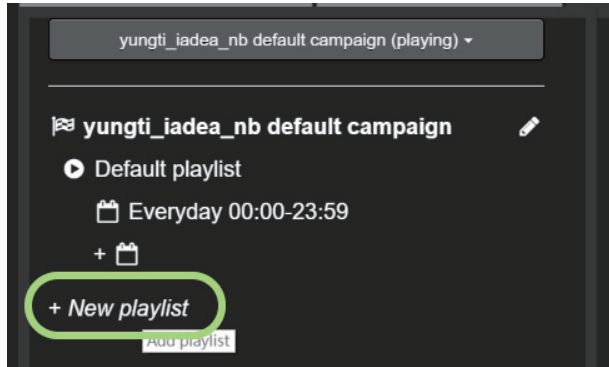 yungti_iadea_nb default campaign (playing)
yungti_iadea_nb default campaign
Default playlist
Everyday 00:00-23:59
+
+ New playlist
Add playlist